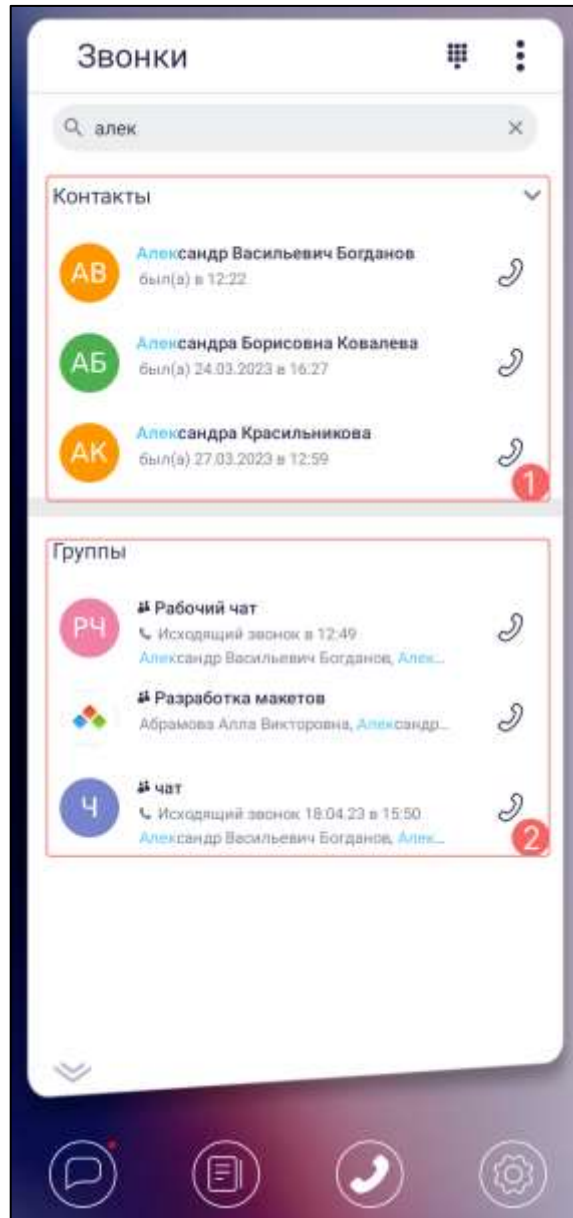 Звонки
алек
Контакты
АВ
Александр Васильевич Богданов
был(а) в 12:22
АБ
Александра Борисовна Ковалева
был(а) 24.03.2023 в 16:27
АК
Александра Красильникова
был(а) 27.03.2023 в 12:59
1
Группы
РЧ
Рабочий чат
Исходящий звонок в 12:49
Александр Васильевич Богданов, Алек...
Разработка макетов
Абрамова Алла Викторовна, Александр...
Ч
чат
Исходящий звонок 18.04.23 в 15:50
Александр Васильевич Богданов, Алек...
2